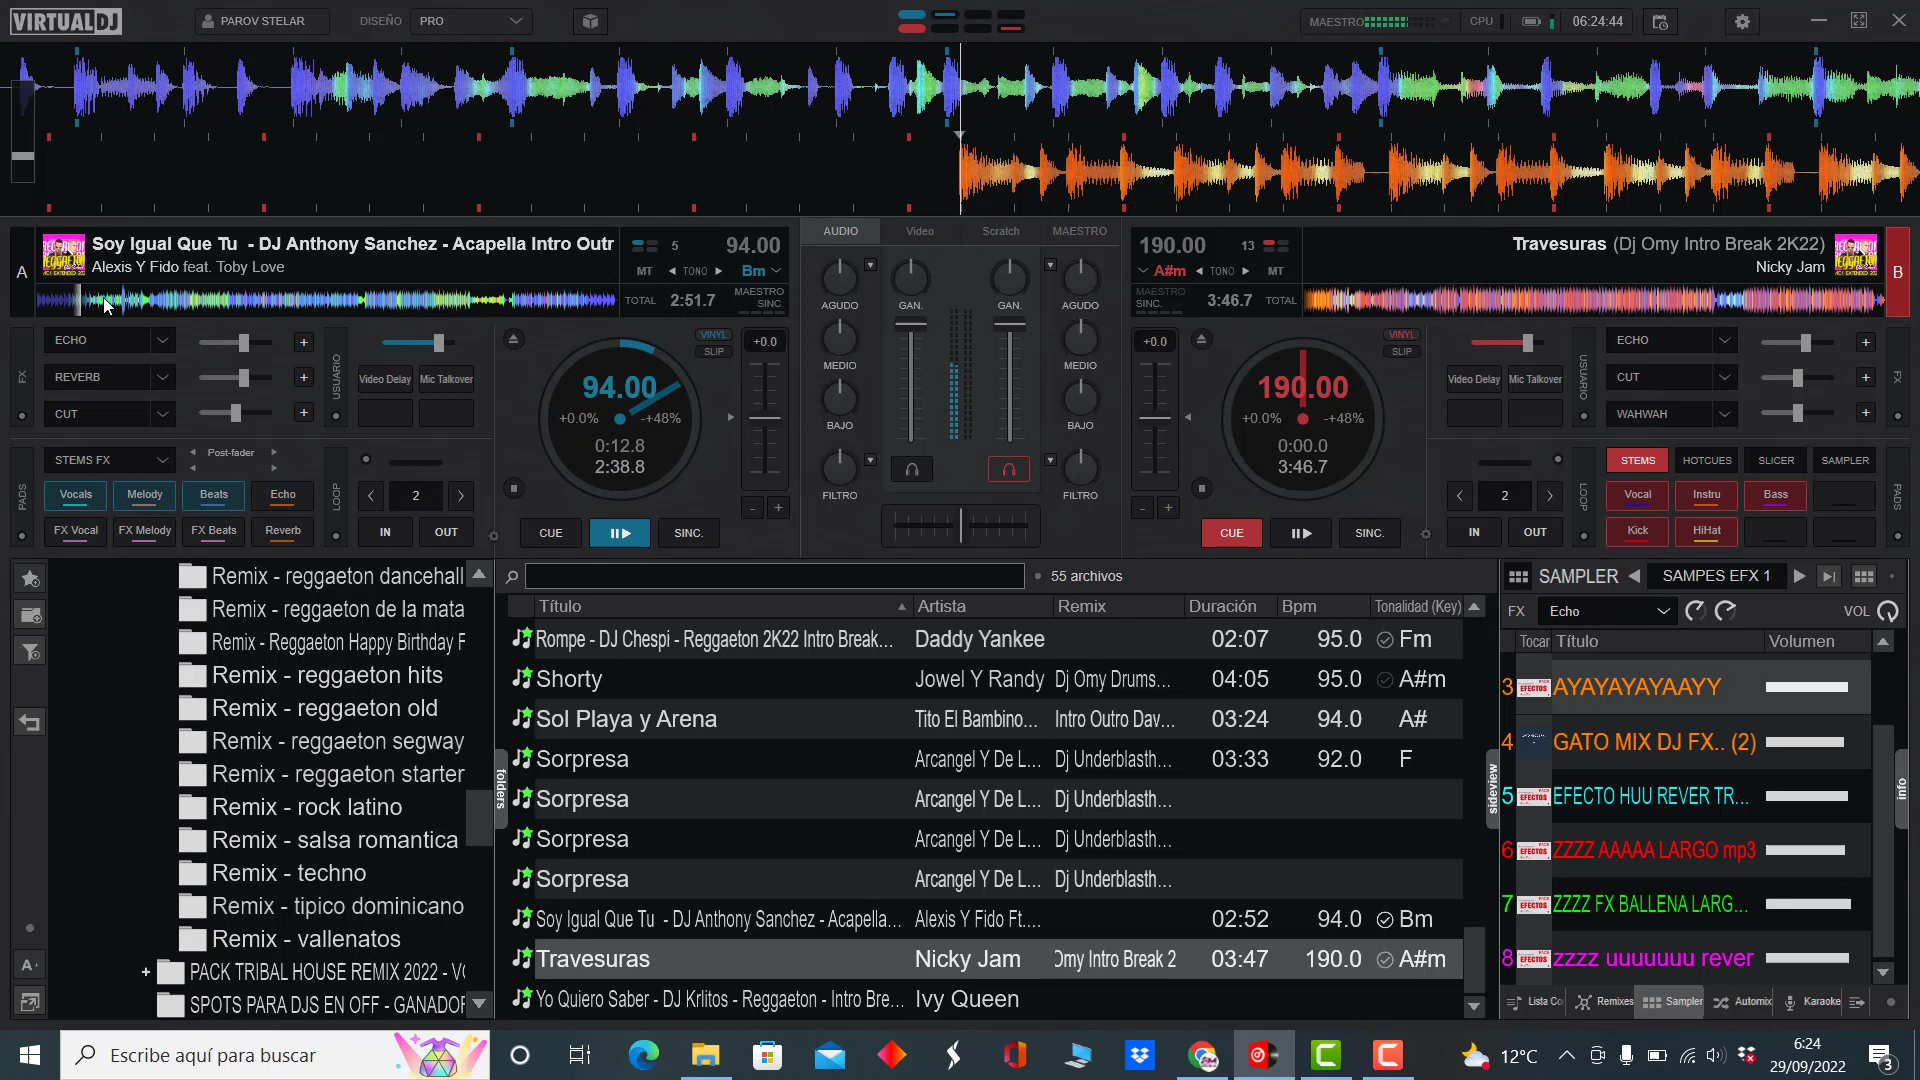 VIRTUALDJ
PAROV STELAR
DISEÑO
PRO
MAESTRO
CPU
06:24:44
A
Soy Igual Que Tu - DJ Anthony Sanchez - Acapella Intro Outr
Alexis Y Fido feat. Toby Love
5
94.00
MT
TONO
Bm
TOTAL
2:51.7
MAESTRO
SINC.
AUDIO
Video
Scratch
MAESTRO
190.00
13
A#m
TONO
MT
MAESTRO
SINC.
3:46.7
TOTAL
Travesuras (Dj Omy Intro Break 2K22)
Nicky Jam
B
FX
ECHO
REVERB
CUT
USUARIO
Video Delay
Mic Talkover
94.00
+0.0%
-+48%
0:12.8
2:38.8
VINYL
SLIP
+0.0
AGUDO
MEDIO
BAJO
FILTRO
GAN.
GAN.
AGUDO
MEDIO
BAJO
FILTRO
+0.0
VINYL
SLIP
190.00
+0.0%
-+48%
0:00.0
3:46.7
Video Delay
Mic Talkover
USUARIO
ECHO
CUT
WAHWAH
FX
PADS
STEMS FX
Post-fader
Vocals
Melody
Beats
Echo
FX Vocal
FX Melody
FX Beats
Reverb
LOOP
2
IN
OUT
CUE
SINC.
CUE
SINC.
2
IN
OUT
LOOP
STEMS
HOTCUES
SLICER
SAMPLER
Vocal
Instru
Bass
Kick
HiHat
PADS
Remix - reggaeton dancehall
Remix - reggaeton de la mata
Remix - Reggaeton Happy Birthday F
Remix - reggaeton hits
Remix - reggaeton old
Remix - reggaeton segway
Remix - reggaeton starter
Remix - rock latino
Remix - salsa romantica
Remix - techno
Remix - tipico dominicano
Remix - vallenatos
PACK TRIBAL HOUSE REMIX 2022 - VO
SPOTS PARA DJS EN OFF - GANADOR
folders
55 archivos
Título Artista Remix Duración Bpm Tonalidad (Key)
Rompe - DJ Chespi - Reggaeton 2K22 Intro Break... Daddy Yankee 02:07 95.0 Fm
Shorty Jowel Y Randy Dj Omy Drums... 04:05 95.0 A#m
Sol Playa y Arena Tito El Bambino... Intro Outro Dav... 03:24 94.0 A#
Sorpresa Arcangel Y De L... Dj Underblasth... 03:33 92.0 F
Sorpresa Arcangel Y De L... Dj Underblasth...
Sorpresa Arcangel Y De L... Dj Underblasth...
Sorpresa Arcangel Y De L... Dj Underblasth...
Soy Igual Que Tu - DJ Anthony Sanchez - Acapella... Alexis Y Fido Ft.... 02:52 94.0 Bm
Travesuras Nicky Jam Omy Intro Break 2 03:47 190.0 A#m
Yo Quiero Saber - DJ Krlitos - Reggaeton - Intro Bre... Ivy Queen
sideview
SAMPLER
SAMPES EFX 1
FX
Echo
VOL
Tocar Título Volumen
3 AYAYAYAYAAYY
4 GATO MIX DJ FX.. (2)
5 EFECTO HUU REVER TR...
6 ZZZZ AAAAA LARGO mp3
7 ZZZZ FX BALLENA LARG...
8 zzzz uuuuuuu rever
info
Lista Co
Remixes
Sampler
Automix
Karaoke
Escribe aquí para buscar
12°C
6:24
29/09/2022
3